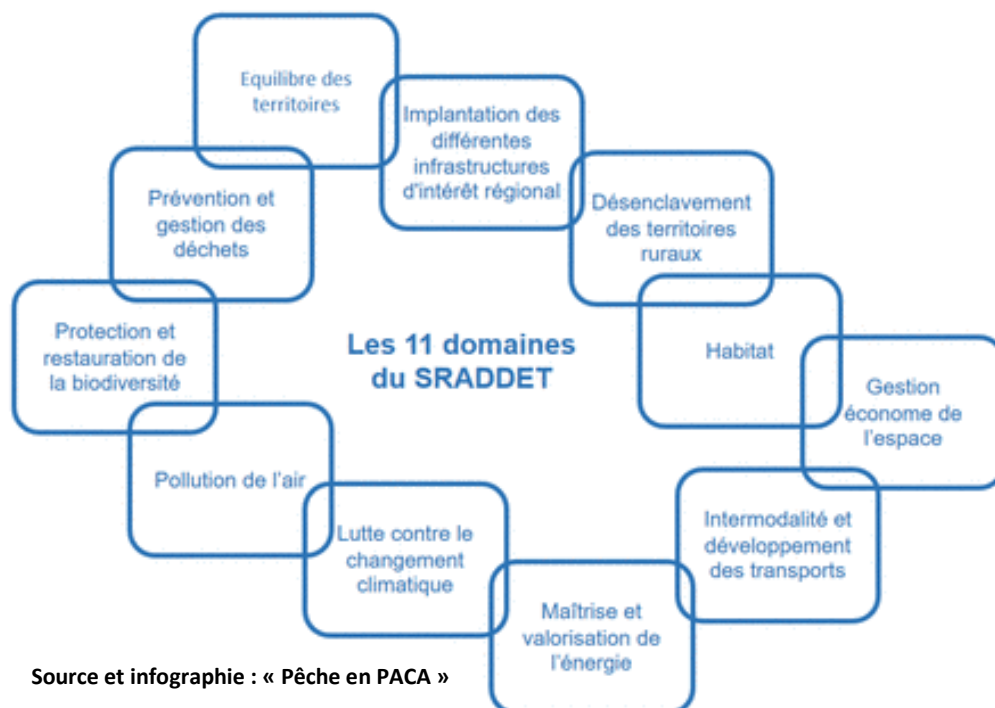 Equilibre des
territoires
Implantation des
différentes
infrastructures
d'intérêt régional
Désenclavement
des territoires
ruraux
Habitat
Gestion
économe de
l'espace
Intermodalité et
développement
des transports
Maîtrise et
valorisation de
l'énergie
Lutte contre le
changement
climatique
Pollution de l'air
Protection et
restauration de
la biodiversité
Prévention et
gestion des
déchets
Les 11 domaines
du SRADDET
Source et infographie : « Pêche en PACA »